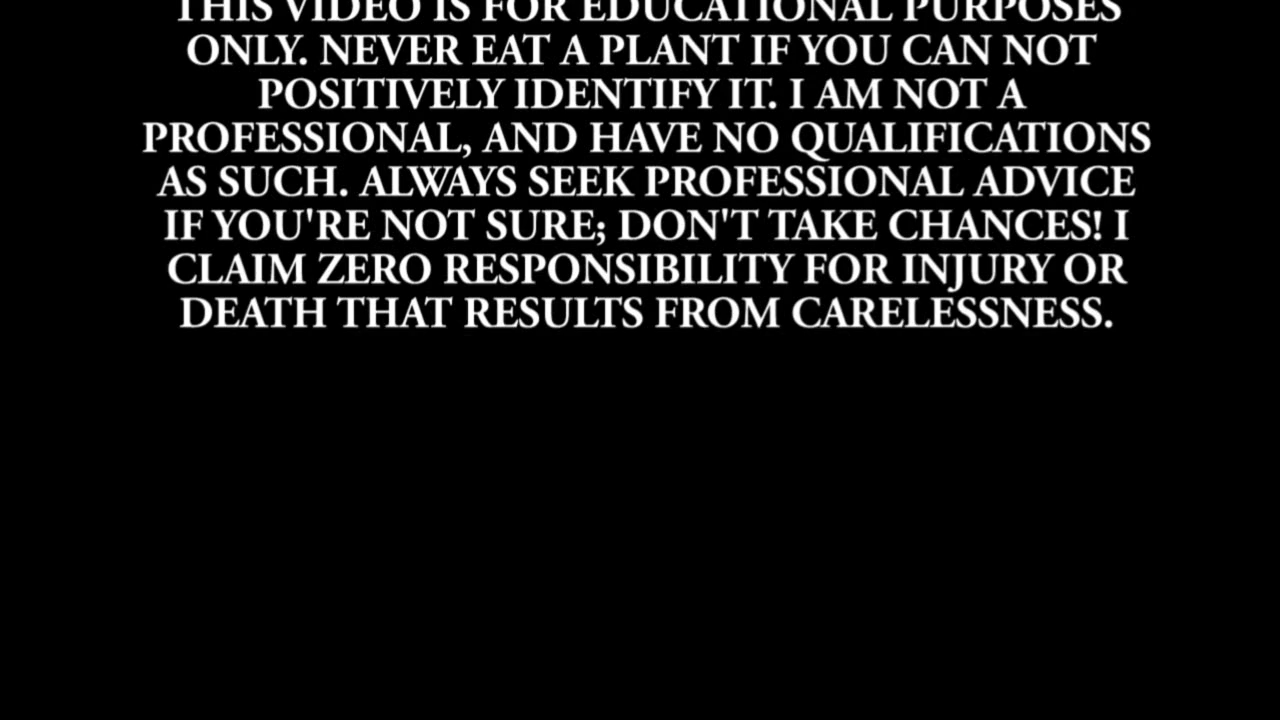 THIS VIDEO IS FOR EDUCATIONAL PURPOSES
ONLY. NEVER EAT A PLANT IF YOU CAN NOT
POSITIVELY IDENTIFY IT. I AM NOT A
PROFESSIONAL, AND HAVE NO QUALIFICATIONS
AS SUCH. ALWAYS SEEK PROFESSIONAL ADVICE
IF YOU'RE NOT SURE; DON'T TAKE CHANCES! I
CLAIM ZERO RESPONSIBILITY FOR INJURY OR
DEATH THAT RESULTS FROM CARELESSNESS.